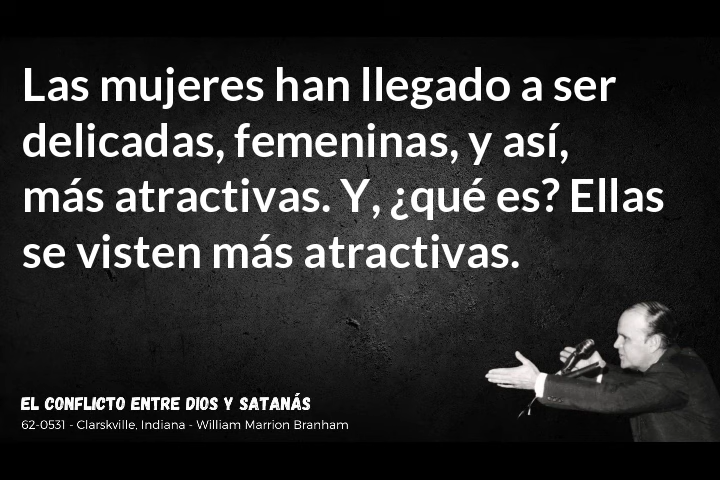 Las mujeres han llegado a ser
delicadas, femeninas, y así,
más atractivas. Y, ¿qué es? Ellas
se visten más atractivas.
EL CONFLICTO ENTRE DIOS Y SATANÁS
62-0531 - Clarskville, Indiana - William Marrion Branham